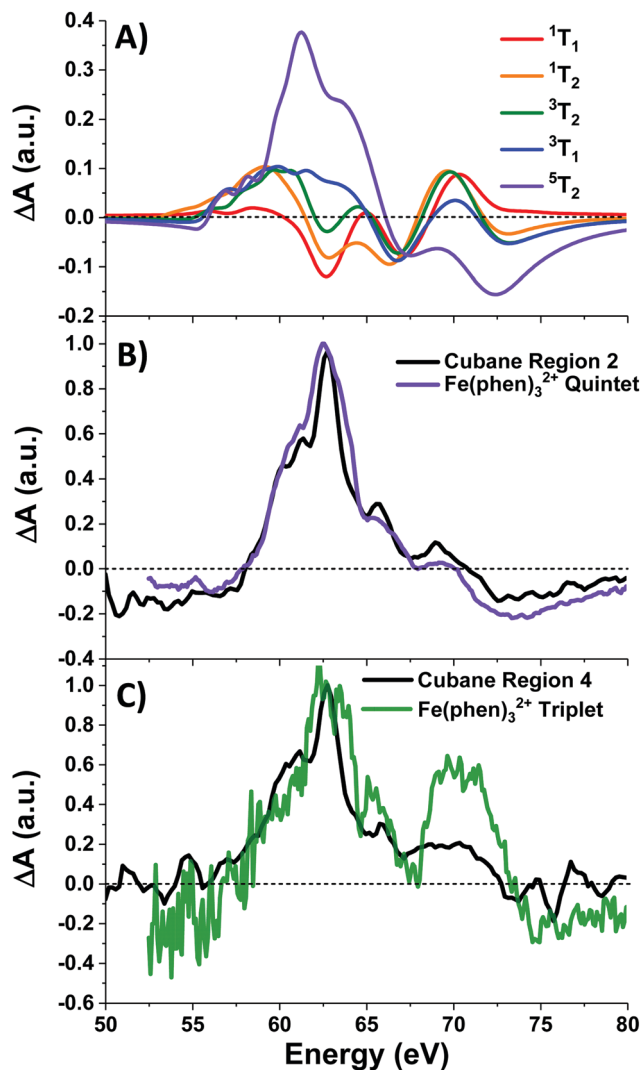 A)
¹T₁
¹T₂
³T₂
³T₁
⁵T₂
ΔA (a.u.)
0.4
0.3
0.2
0.1
0.0
-0.1
-0.2
B)
Cubane Region 2
Fe(phen)₃²⁺ Quintet
ΔA (a.u.)
1.0
0.8
0.6
0.4
0.2
0.0
-0.2
-0.4
C)
Cubane Region 4
Fe(phen)₃²⁺ Triplet
ΔA (a.u.)
1.0
0.8
0.6
0.4
0.2
0.0
-0.2
-0.4
-0.6
50 55 60 65 70 75 80
Energy (eV)